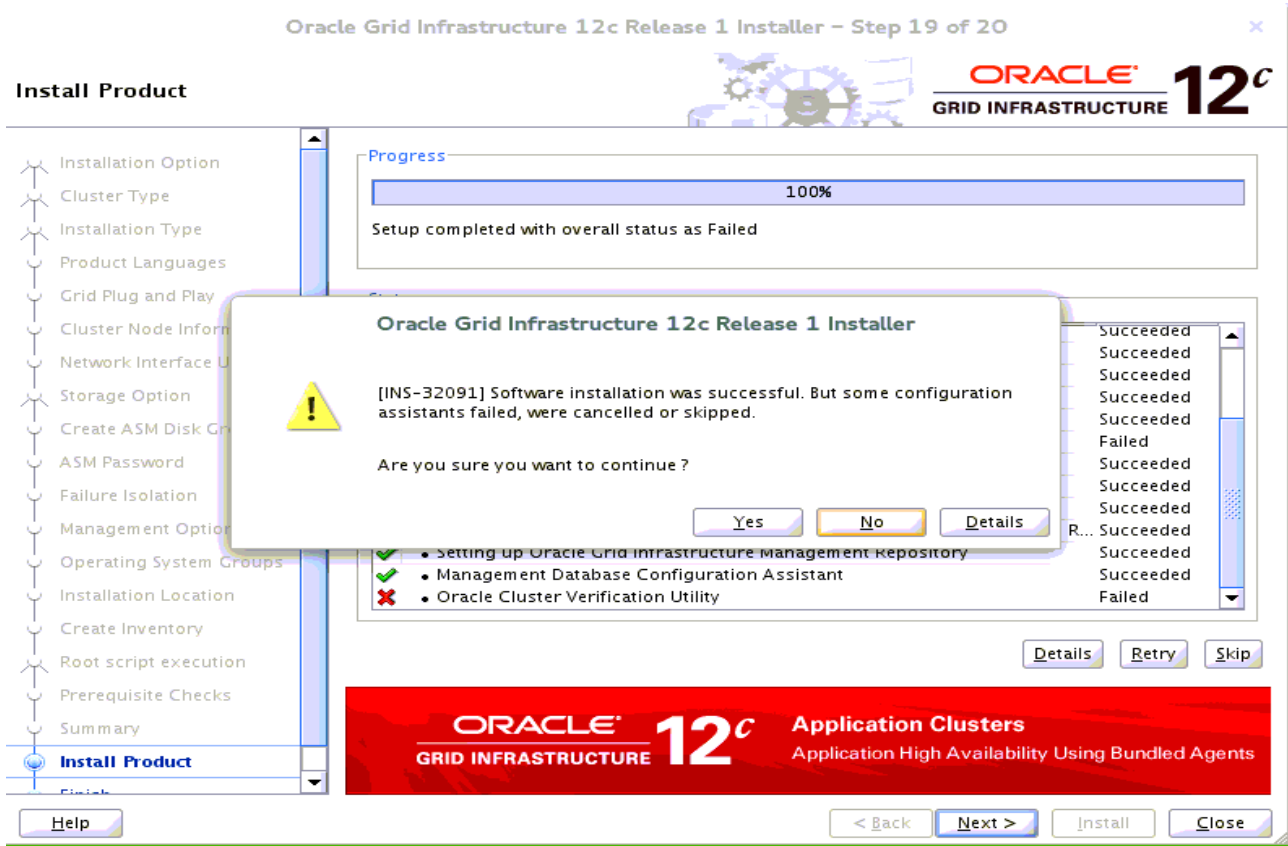 Oracle Grid Infrastructure 12c Release 1 Installer – Step 19 of 20
Install Product
ORACLE
GRID INFRASTRUCTURE
12c
Installation Option
Cluster Type
Installation Type
Product Languages
Grid Plug and Play
Cluster Node Inform
Network Interface U
Storage Option
Create ASM Disk Gr
ASM Password
Failure Isolation
Management Option
Operating System Groups
Installation Location
Create Inventory
Root script execution
Prerequisite Checks
Summary
Install Product
Finish
Progress
100%
Setup completed with overall status as Failed
Oracle Grid Infrastructure 12c Release 1 Installer
[INS-32091] Software installation was successful. But some configuration
assistants failed, were cancelled or skipped.
Are you sure you want to continue ?
Yes No Details
Succeeded
Succeeded
Succeeded
Succeeded
Succeeded
Failed
Succeeded
Succeeded
Succeeded
R... Succeeded
• Setting up Oracle Grid Infrastructure Management Repository Succeeded
• Management Database Configuration Assistant Succeeded
• Oracle Cluster Verification Utility Failed
Details Retry Skip
ORACLE
GRID INFRASTRUCTURE
12c
Application Clusters
Application High Availability Using Bundled Agents
Help < Back Next > Install Close